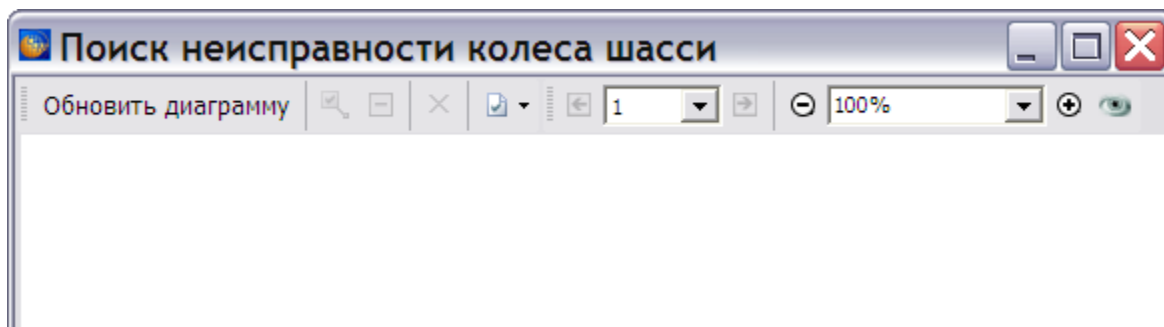 Поиск неисправности колеса шасси
Обновить диаграмму 1 100%